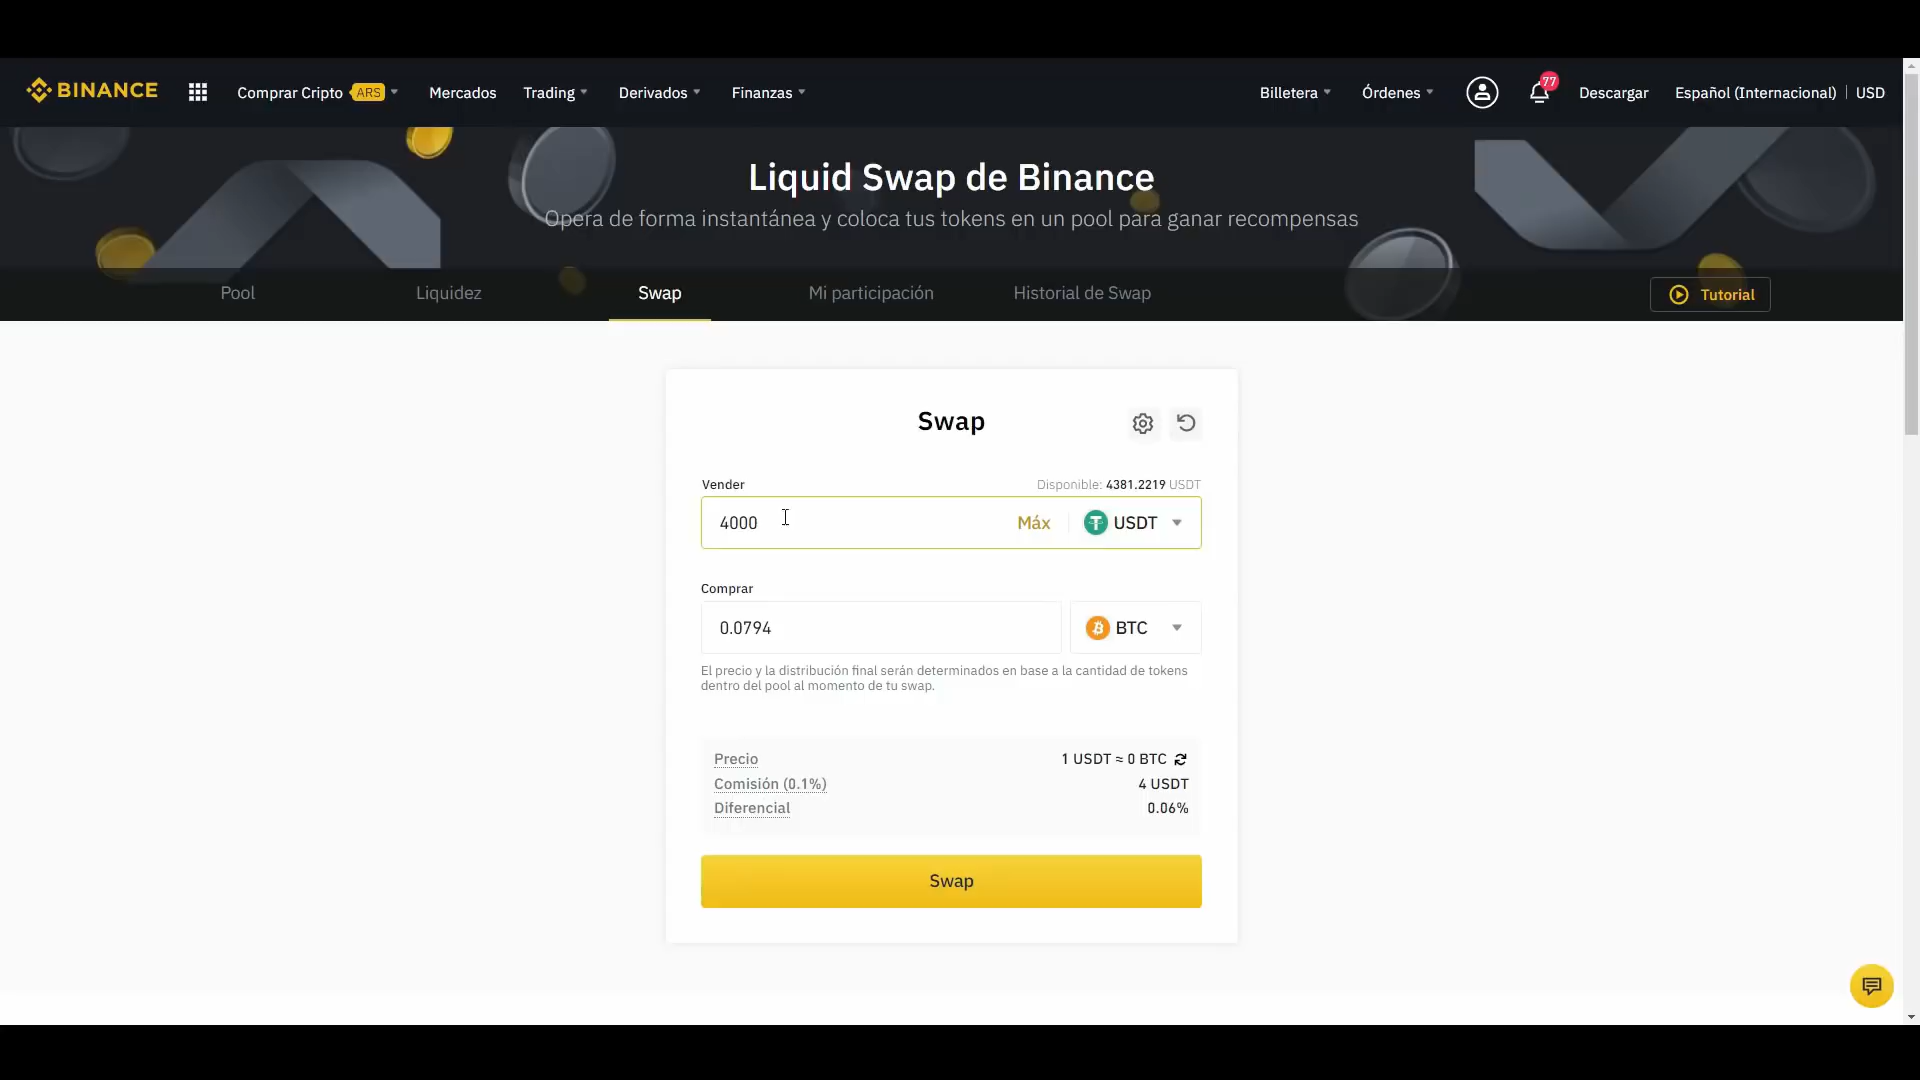 BINANCE
Comprar Cripto ARS
Mercados
Trading
Derivados
Finanzas
Billetera
Órdenes
77
Descargar
Español (Internacional)
USD
Liquid Swap de Binance
Opera de forma instantánea y coloca tus tokens en un pool para ganar recompensas
Pool
Liquidez
Swap
Mi participación
Historial de Swap
Tutorial
Swap
Vender
Disponible: 4381.2219 USDT
4000
Máx
USDT
Comprar
0.0794
BTC
El precio y la distribución final serán determinados en base a la cantidad de tokens
dentro del pool al momento de tu swap.
Precio
1 USDT ≈ 0 BTC
Comisión (0.1%)
4 USDT
Diferencial
0.06%
Swap